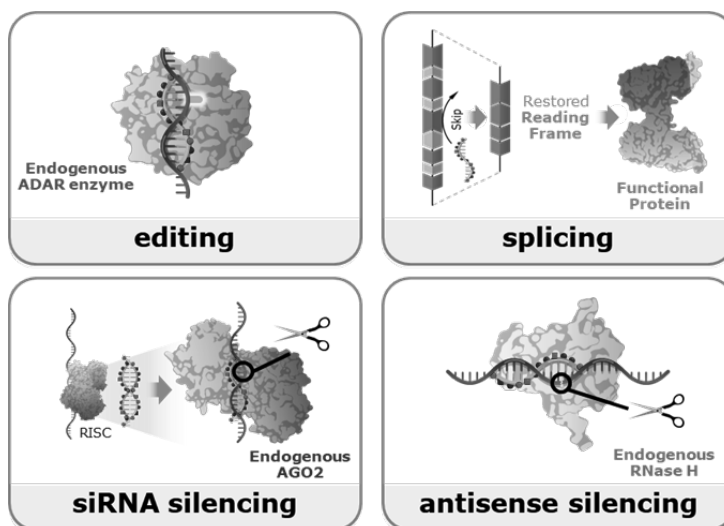 Endogenous
ADAR enzyme
editing
Skip
Restored
Reading
Frame
Functional
Protein
splicing
RISC
Endogenous
AGO2
siRNA silencing
Endogenous
RNase H
antisense silencing